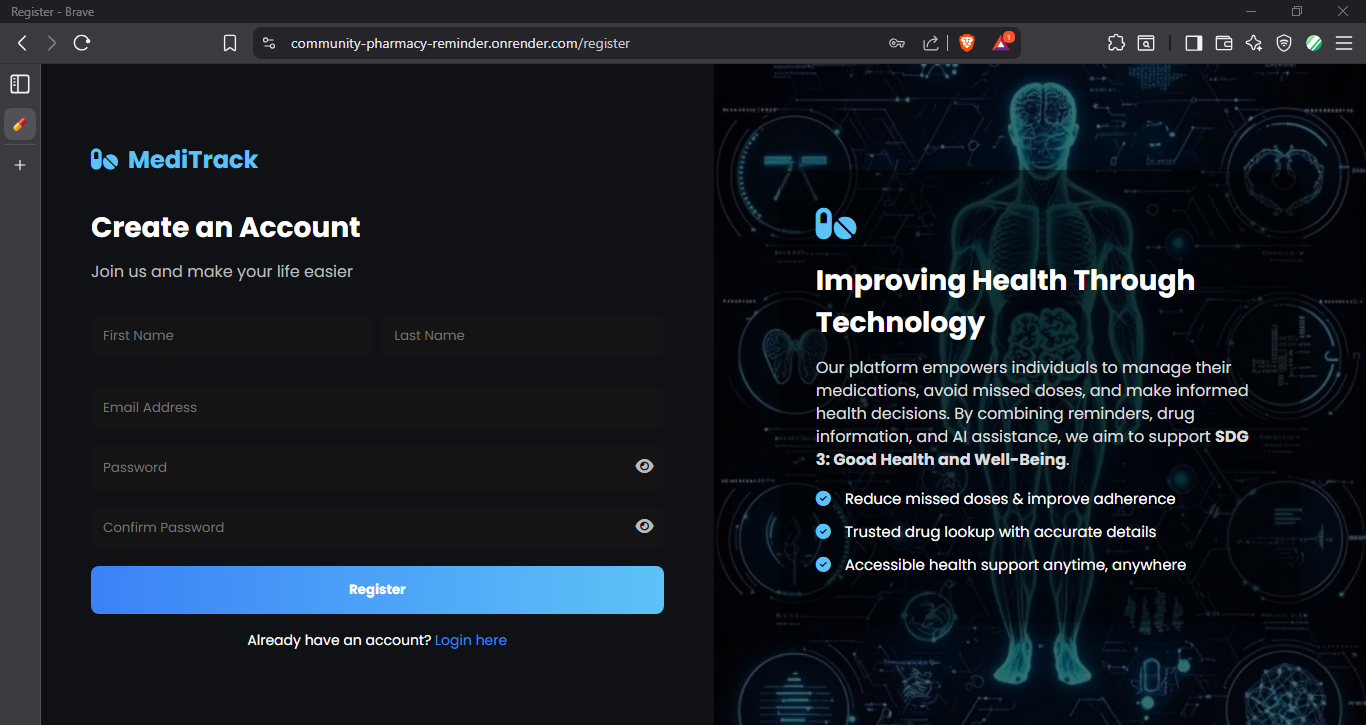 Register - Brave
community-pharmacy-reminder.onrender.com/register
1
MediTrack
Create an Account
Join us and make your life easier
First Name
Last Name
Email Address
Password
Confirm Password
Register
Already have an account? Login here
Improving Health Through
Technology
Our platform empowers individuals to manage their
medications, avoid missed doses, and make informed
health decisions. By combining reminders, drug
information, and AI assistance, we aim to support SDG
3: Good Health and Well-Being.
Reduce missed doses & improve adherence
Trusted drug lookup with accurate details
Accessible health support anytime, anywhere